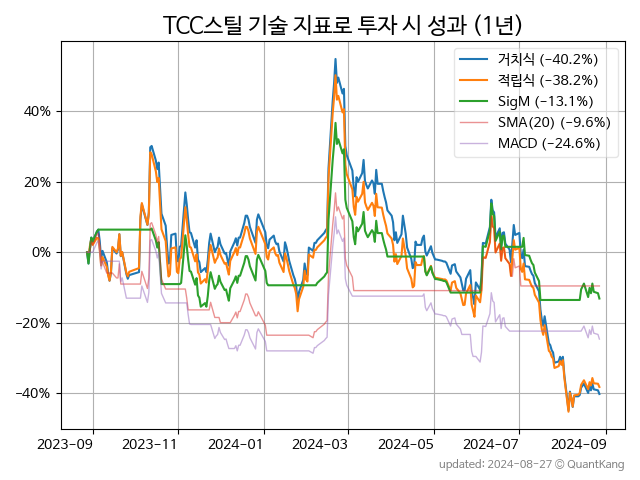 TCC스틸 기술 지표로 투자 시 성과 (1년)
거치식 (-40.2%)
적립식 (-38.2%)
SigM (-13.1%)
SMA(20) (-9.6%)
MACD (-24.6%)
40%
20%
0%
-20%
-40%
2023-09 2023-11 2024-01 2024-03 2024-05 2024-07 2024-09
updated: 2024-08-27 © QuantKang